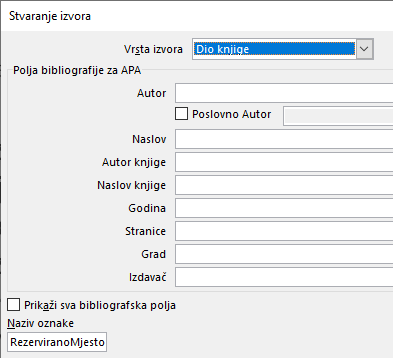 Stvaranje izvora
Vrsta izvora Dio knjige
Polja bibliografije za APA
Autor
Poslovno Autor
Naslov
Autor knjige
Naslov knjige
Godina
Stranice
Grad
Izdavač
Prikaži sva bibliografska polja
Naziv oznake
RezerviranoMjesto